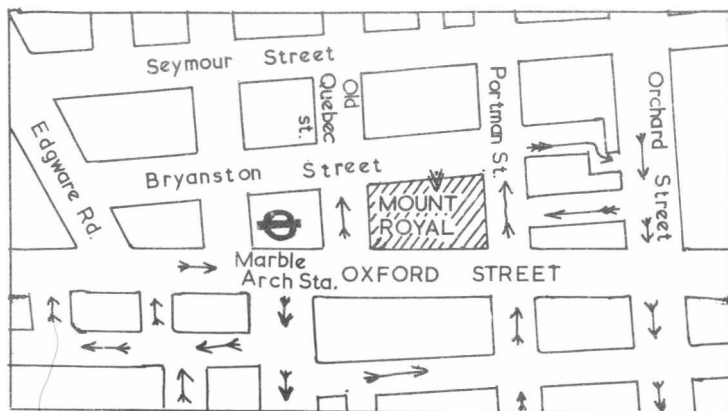 Seymour Street
Old
Quebec
st.
Portman St.
Orchard
Street
Edgware Rd.
Bryanston Street
MOUNT
ROYAL
Marble
Arch Sta.
OXFORD STREET